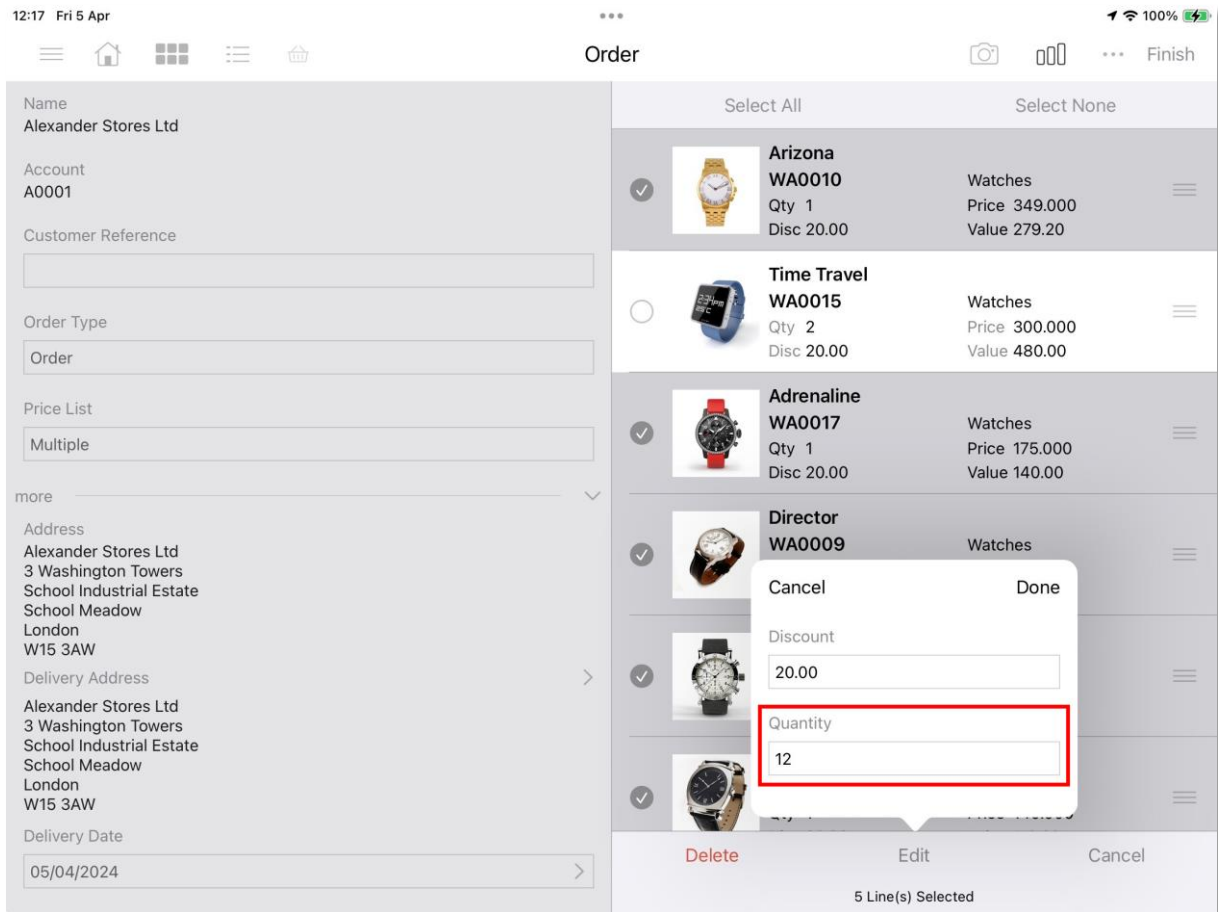 12:17 Fri 5 Apr
100%
Order
Finish
Name
Alexander Stores Ltd
Account
A0001
Customer Reference
Order Type
Order
Price List
Multiple
more
Address
Alexander Stores Ltd
3 Washington Towers
School Industrial Estate
School Meadow
London
W15 3AW
Delivery Address
Alexander Stores Ltd
3 Washington Towers
School Industrial Estate
School Meadow
London
W15 3AW
Delivery Date
05/04/2024
Select All Select None
Arizona
WA0010 Watches
Qty 1 Price 349.000
Disc 20.00 Value 279.20
Time Travel
WA0015 Watches
Qty 2 Price 300.000
Disc 20.00 Value 480.00
Adrenaline
WA0017 Watches
Qty 1 Price 175.000
Disc 20.00 Value 140.00
Director
WA0009 Watches
Cancel Done
Discount
20.00
Quantity
12
Delete Edit Cancel
5 Line(s) Selected